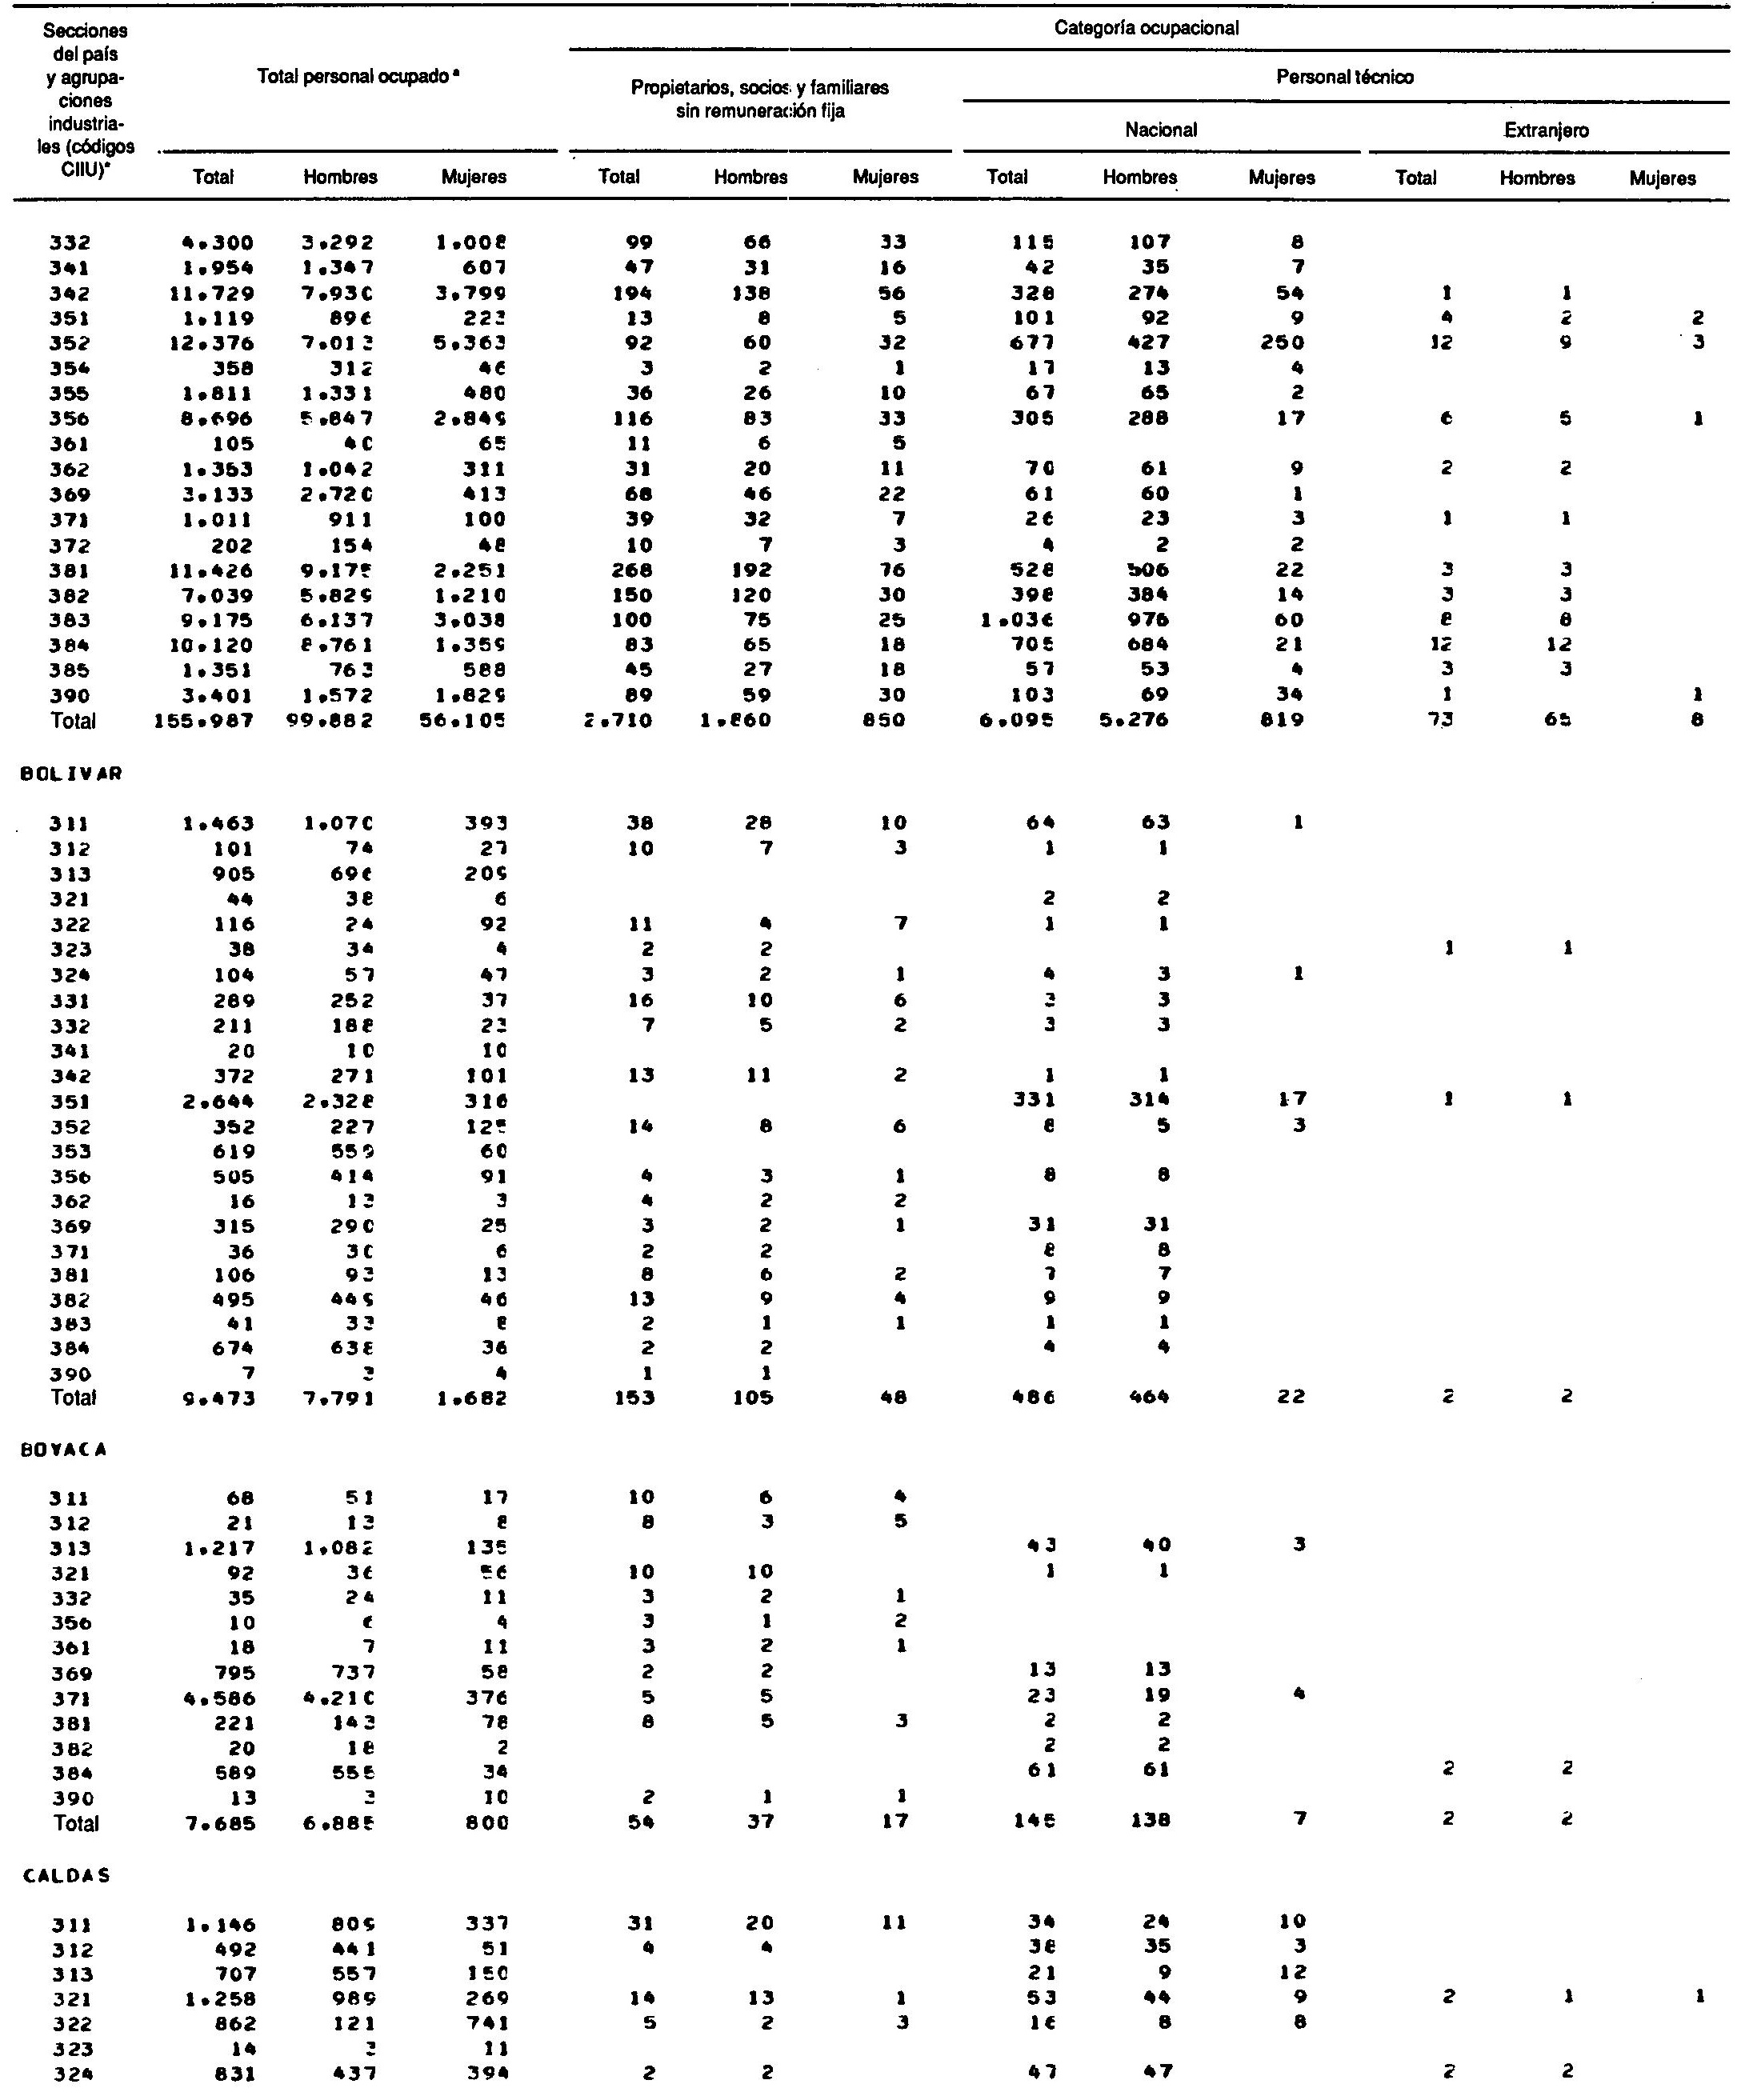 Secciones del país y agrupaciones industriales (códigos CIIU)* Total personal ocupado ª Categoría ocupacional
Propietarios, socios y familiares sin remuneración fija Personal técnico
Nacional Extranjero
Total Hombres Mujeres Total Hombres Mujeres Total Hombres Mujeres Total Hombres Mujeres
332 4.300 3.292 1.008 99 66 33 115 107 8
341 1.954 1.347 607 47 31 16 42 35 7
342 11.729 7.930 3.799 194 138 56 328 274 54 1 1
351 1.119 896 223 13 8 5 101 92 9 4 2 2
352 12.376 7.013 5.363 92 60 32 677 427 250 12 9 3
354 358 312 46 3 2 1 17 13 4
355 1.811 1.331 480 36 26 10 67 65 2
356 8.696 5.847 2.849 116 83 33 305 288 17 6 5 1
361 105 40 65 11 6 5
362 1.353 1.042 311 31 20 11 70 61 9 2 2
369 3.133 2.720 413 68 46 22 61 60 1
371 1.011 911 100 39 32 7 26 23 3 1 1
372 202 154 48 10 7 3 4 2 2
381 11.426 9.175 2.251 268 192 76 528 506 22 3 3
382 7.039 5.829 1.210 150 120 30 398 384 14 3 3
383 9.175 6.137 3.038 100 75 25 1.036 976 60 8 8
384 10.120 8.761 1.359 83 65 18 705 684 21 12 12
385 1.351 763 588 45 27 18 57 53 4 3 3
390 3.401 1.572 1.829 89 59 30 103 69 34 1 1
Total 155.987 99.882 56.105 2.710 1.860 850 6.095 5.276 819 73 65 8
BOLIVAR
311 1.463 1.070 393 38 28 10 64 63 1
312 101 74 27 10 7 3 1 1
313 905 696 209
321 44 38 6 2 2
322 116 24 92 11 4 7 1 1
323 38 34 4 2 2 1 1
324 104 57 47 3 2 1 4 3 1
331 289 252 37 16 10 6 3 3
332 211 188 23 7 5 2 3 3
341 20 10 10
342 372 271 101 13 11 2 1 1
351 2.644 2.328 316 331 314 17 1 1
352 352 227 125 14 8 6 8 5 3
353 619 559 60
356 505 414 91 4 3 1 8 8
362 16 13 3 4 2 2
369 315 290 25 3 2 1 31 31
371 36 30 6 2 2 8 8
381 106 93 13 8 6 2 7 7
382 495 449 46 13 9 4 9 9
383 41 33 8 2 1 1 1 1
384 674 638 36 2 2 4 4
390 7 3 4 1 1
Total 9.473 7.791 1.682 153 105 48 486 464 22 2 2
BOYACA
311 68 51 17 10 6 4
312 21 13 8 8 3 5
313 1.217 1.082 135 43 40 3
321 92 36 56 10 10 1 1
332 35 24 11 3 2 1
356 10 6 4 3 1 2
361 18 7 11 3 2 1
369 795 737 58 2 2 13 13
371 4.586 4.210 376 5 5 23 19 4
381 221 143 78 8 5 3 2 2
382 20 18 2 2 2
384 589 555 34 61 61 2 2
390 13 3 10 2 1 1
Total 7.685 6.885 800 54 37 17 145 138 7 2 2
CALDAS
311 1.146 809 337 31 20 11 34 24 10
312 492 441 51 4 4 38 35 3
313 707 557 150 21 9 12
321 1.258 989 269 14 13 1 53 44 9 2 1 1
322 862 121 741 5 2 3 16 8 8
323 14 3 11
324 831 437 394 2 2 47 47 2 2